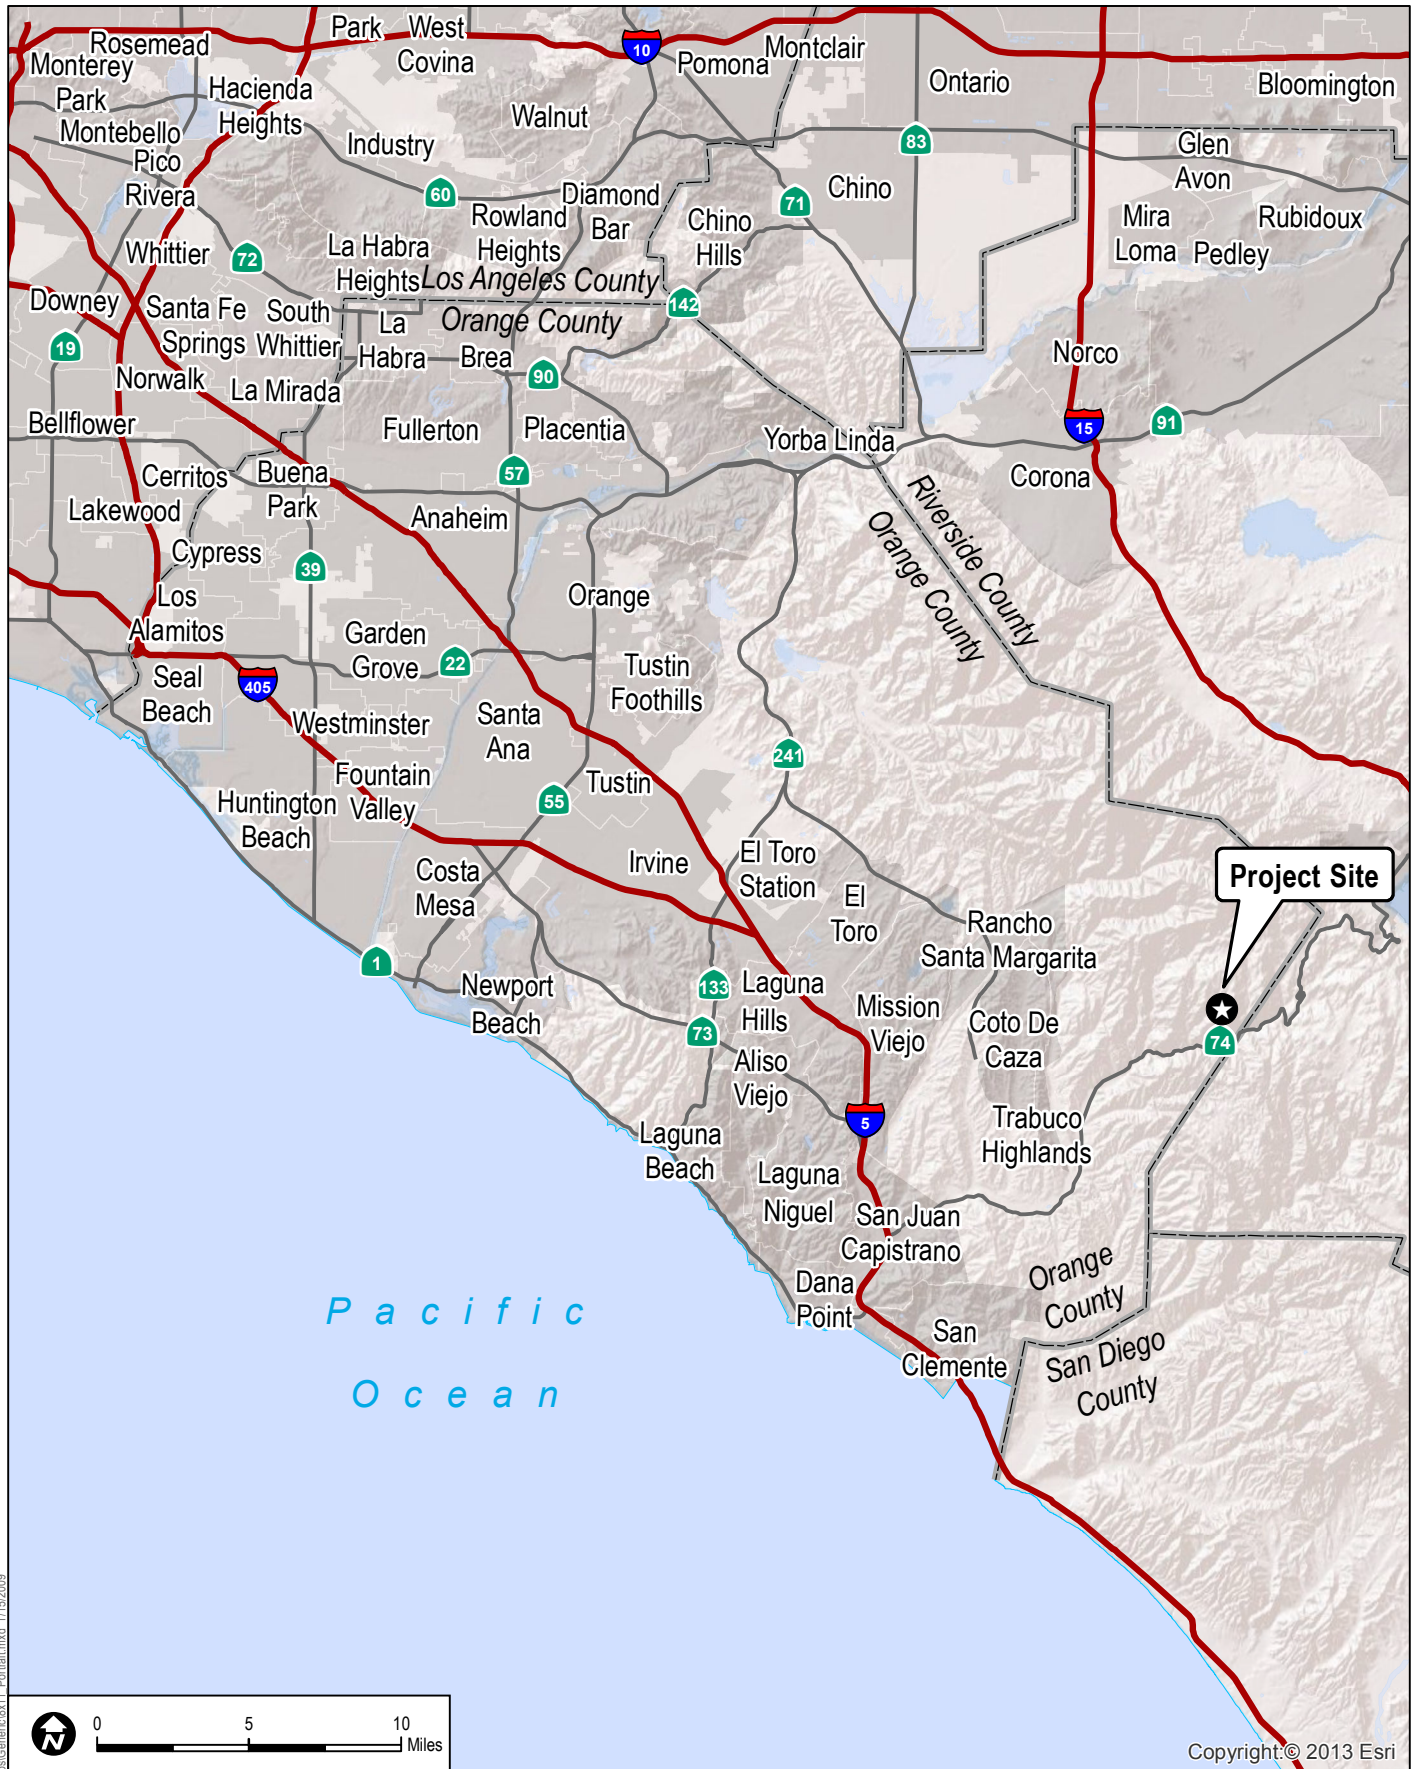 Park West
Covina
Rosemead
Monterey
Park
10
Pomona
Montclair
Ontario
Bloomington
Hacienda
Heights
Montebello
Walnut
Industry
83
Glen
Avon
Pico
Rivera
60
Diamond
Bar
71
Chino
Rowland
Heights
Chino
Hills
Mira
Loma
Rubidoux
Pedley
Whittier
72
La Habra
Heights
Los Angeles County
Orange County
142
Downey
Santa Fe
Springs
South
Whittier
La
Habra
Brea
19
90
Norco
Norwalk
La Mirada
Bellflower
Fullerton
Placentia
Yorba Linda
15
91
Cerritos
Buena
Park
57
Corona
Lakewood
Anaheim
Riverside County
Orange County
Cypress
39
Los
Alamitos
Orange
Garden
Grove
22
Tustin
Foothills
Seal
Beach
405
Westminster
Santa
Ana
241
Fountain
Valley
Tustin
55
Huntington
Beach
Irvine
El Toro
Station
Project Site
Costa
Mesa
El
Toro
Rancho
Santa Margarita
1
Newport
Beach
133
Laguna
Hills
Mission
Viejo
Coto De
Caza
73
74
Aliso
Viejo
5
Trabuco
Highlands
Laguna
Beach
Laguna
Niguel
San Juan
Capistrano
Orange
County
Dana
Point
San
Clemente
San Diego
County
Pacific
Ocean
0 5 10
Miles
N
Copyright:© 2013 Esri